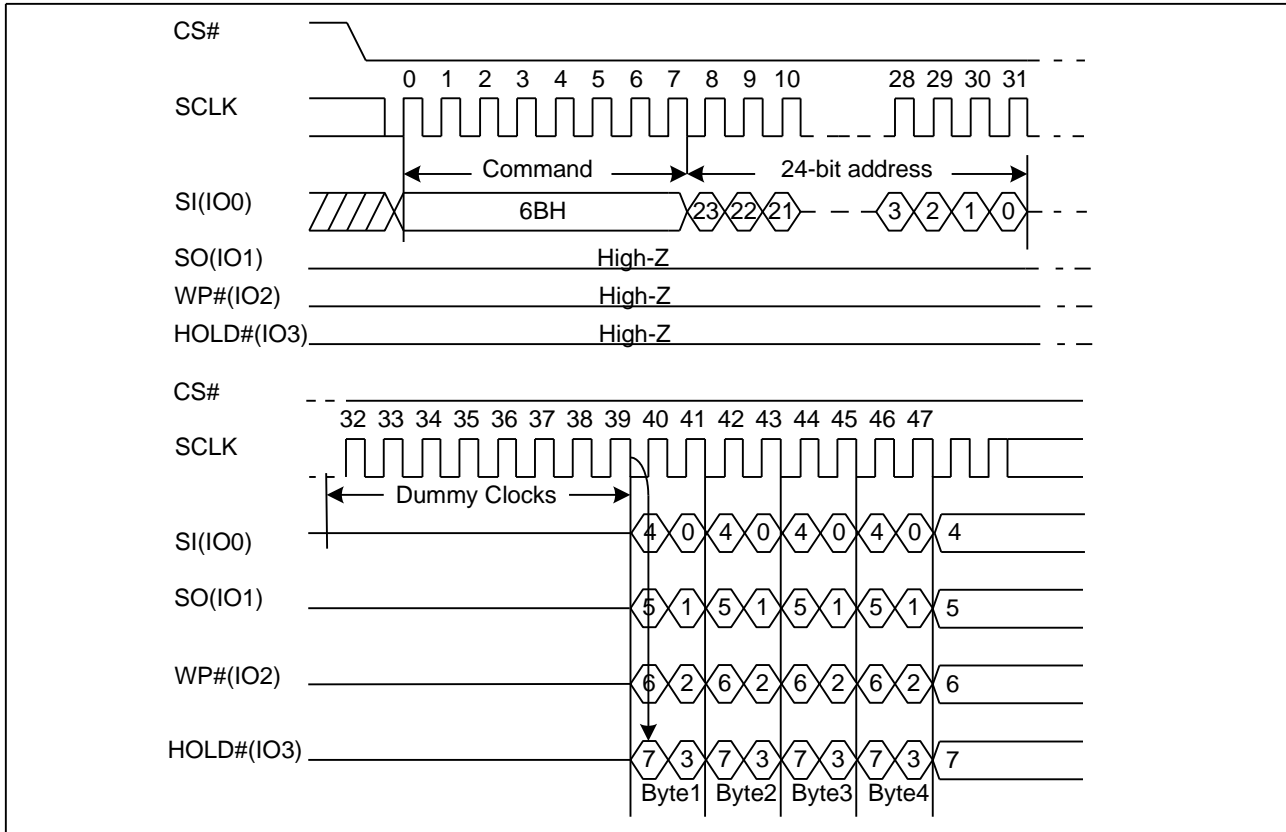 CS#
0 1 2 3 4 5 6 7 8 9 10 28 29 30 31
SCLK
Command 24-bit address
SI(IO0) 6BH 23 22 21 3 2 1 0
SO(IO1) High-Z
WP#(IO2) High-Z
HOLD#(IO3) High-Z
CS#
32 33 34 35 36 37 38 39 40 41 42 43 44 45 46 47
SCLK
Dummy Clocks
SI(IO0) 4 0 4 0 4 0 4 0 4
SO(IO1) 5 1 5 1 5 1 5 1 5
WP#(IO2) 6 2 6 2 6 2 6 2 6
HOLD#(IO3) 7 3 7 3 7 3 7 3 7
Byte1 Byte2 Byte3 Byte4